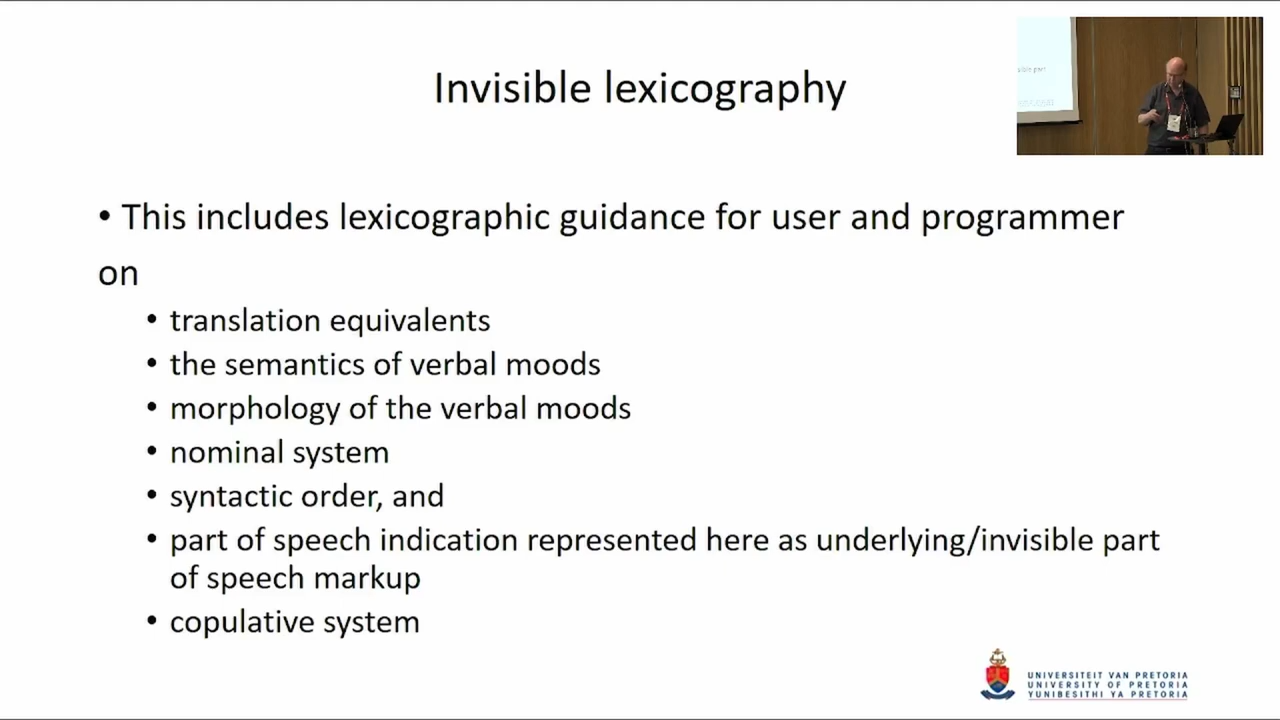 Invisible lexicography
• This includes lexicographic guidance for user and programmer
on
• translation equivalents
• the semantics of verbal moods
• morphology of the verbal moods
• nominal system
• syntactic order, and
• part of speech indication represented here as underlying/invisible part
of speech markup
• copulative system
UNIVERSITEIT VAN PRETORIA
UNIVERSITY OF PRETORIA
YUNIBESITHI YA PRETORIA